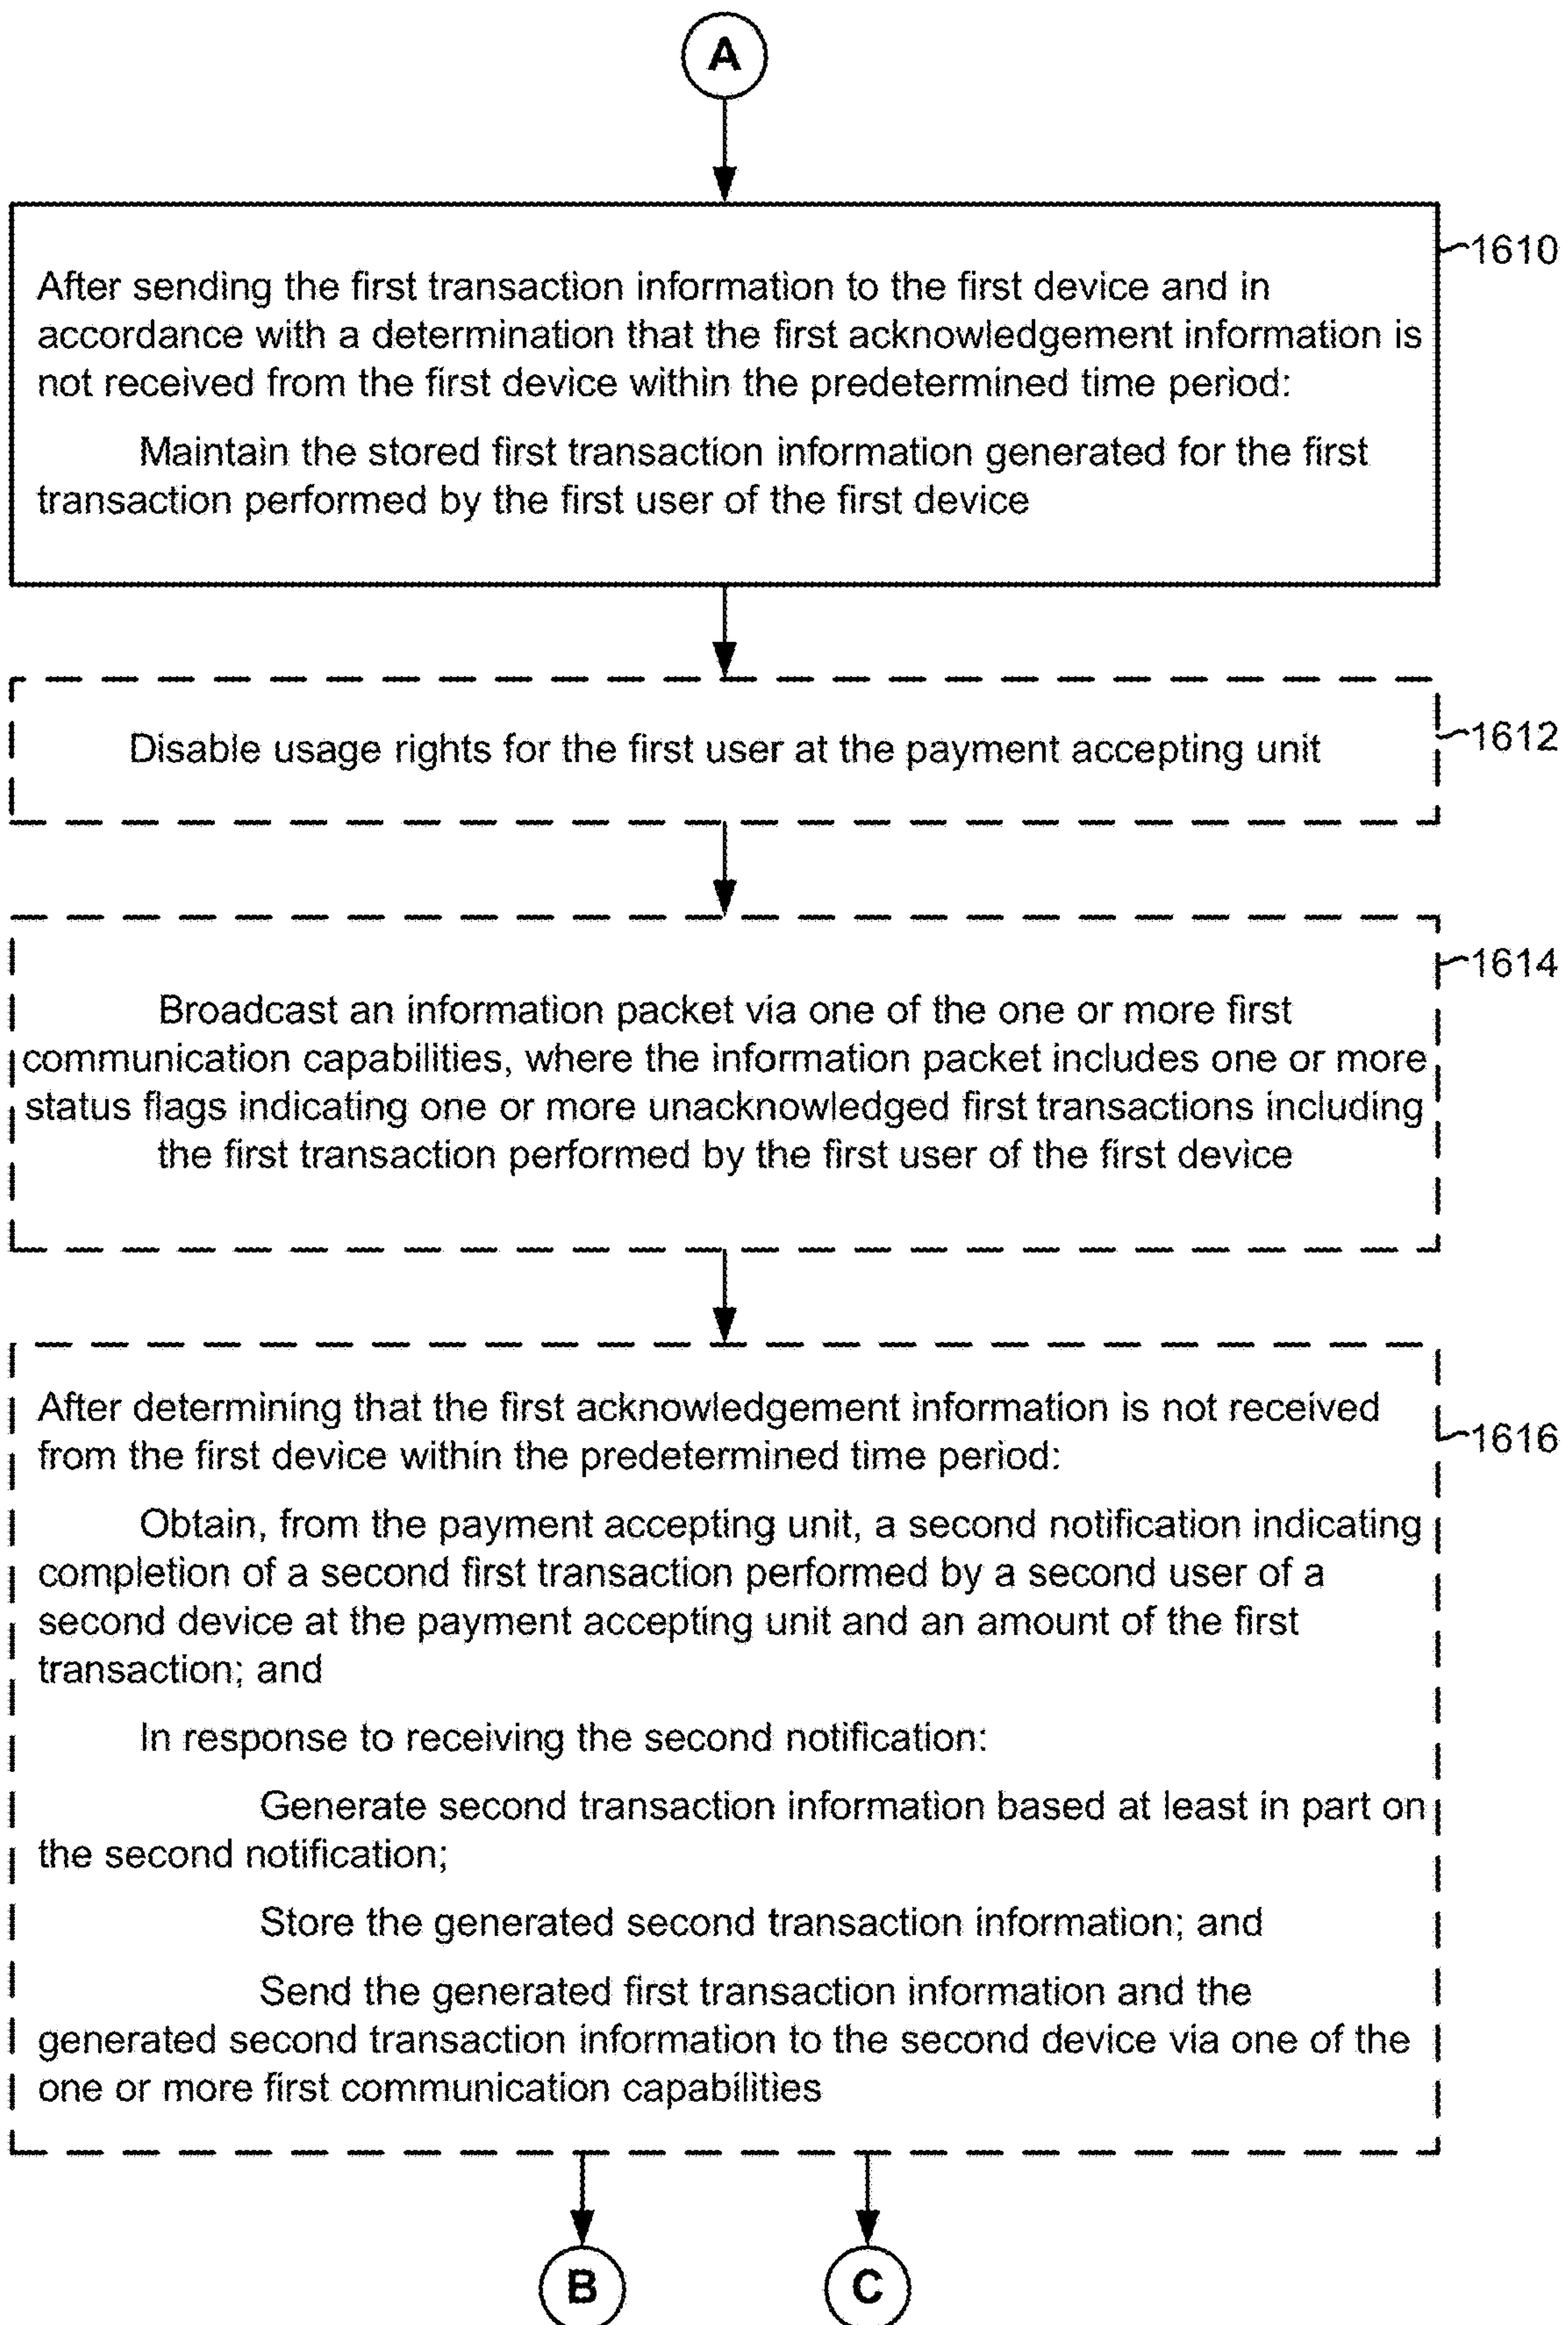 A
1610
After sending the first transaction information to the first device and in
accordance with a determination that the first acknowledgement information is
not received from the first device within the predetermined time period:
Maintain the stored first transaction information generated for the first
transaction performed by the first user of the first device
1612
Disable usage rights for the first user at the payment accepting unit
1614
Broadcast an information packet via one of the one or more first
communication capabilities, where the information packet includes one or more
status flags indicating one or more unacknowledged first transactions including
the first transaction performed by the first user of the first device
After determining that the first acknowledgement information is not received
1616
from the first device within the predetermined time period:
Obtain, from the payment accepting unit, a second notification indicating
completion of a second first transaction performed by a second user of a
second device at the payment accepting unit and an amount of the first
transaction; and
In response to receiving the second notification:
Generate second transaction information based at least in part on
the second notification;
Store the generated second transaction information; and
Send the generated first transaction information and the
generated second transaction information to the second device via one of the
one or more first communication capabilities
B
C